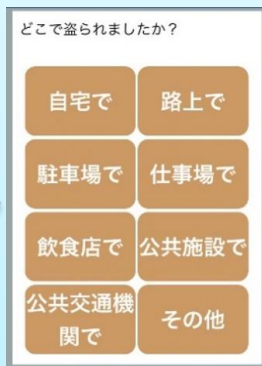 どこで盗られましたか？
自宅で
路上で
駐車場で
仕事場で
飲食店で
公共施設で
公共交通機
関で
その他